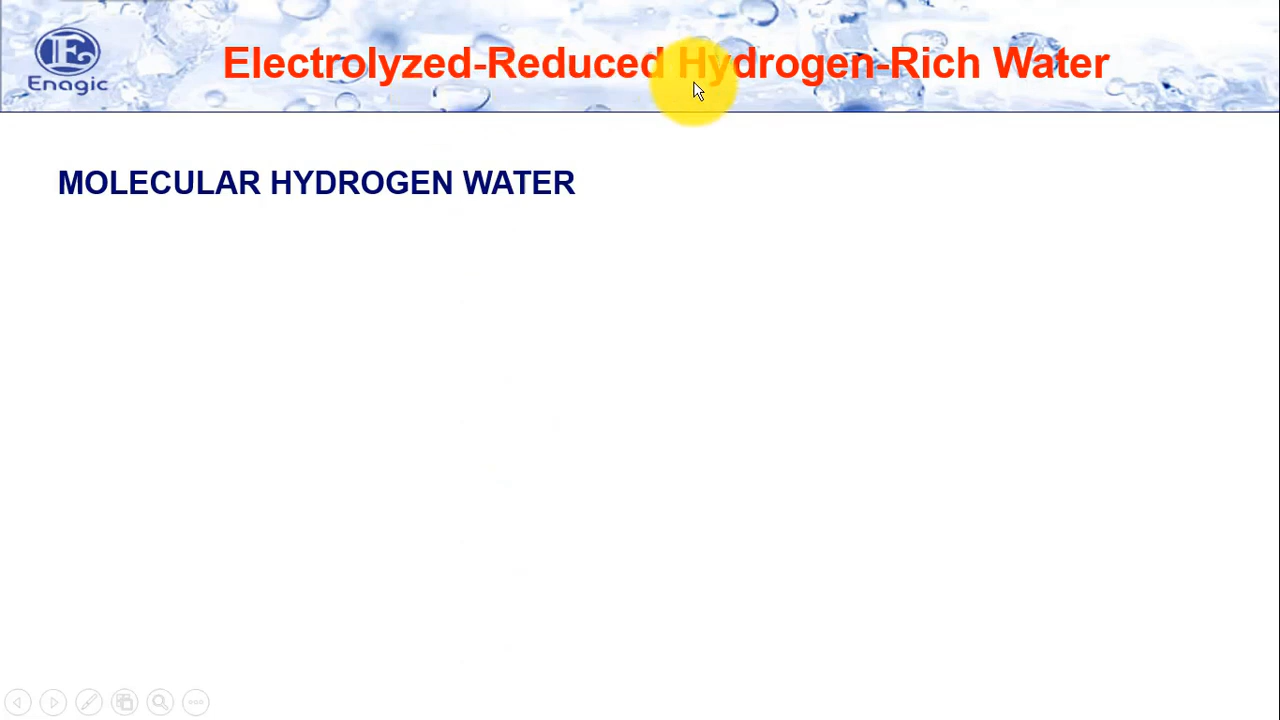 Electrolyzed-Reduced Hydrogen-Rich Water
Enagic
MOLECULAR HYDROGEN WATER